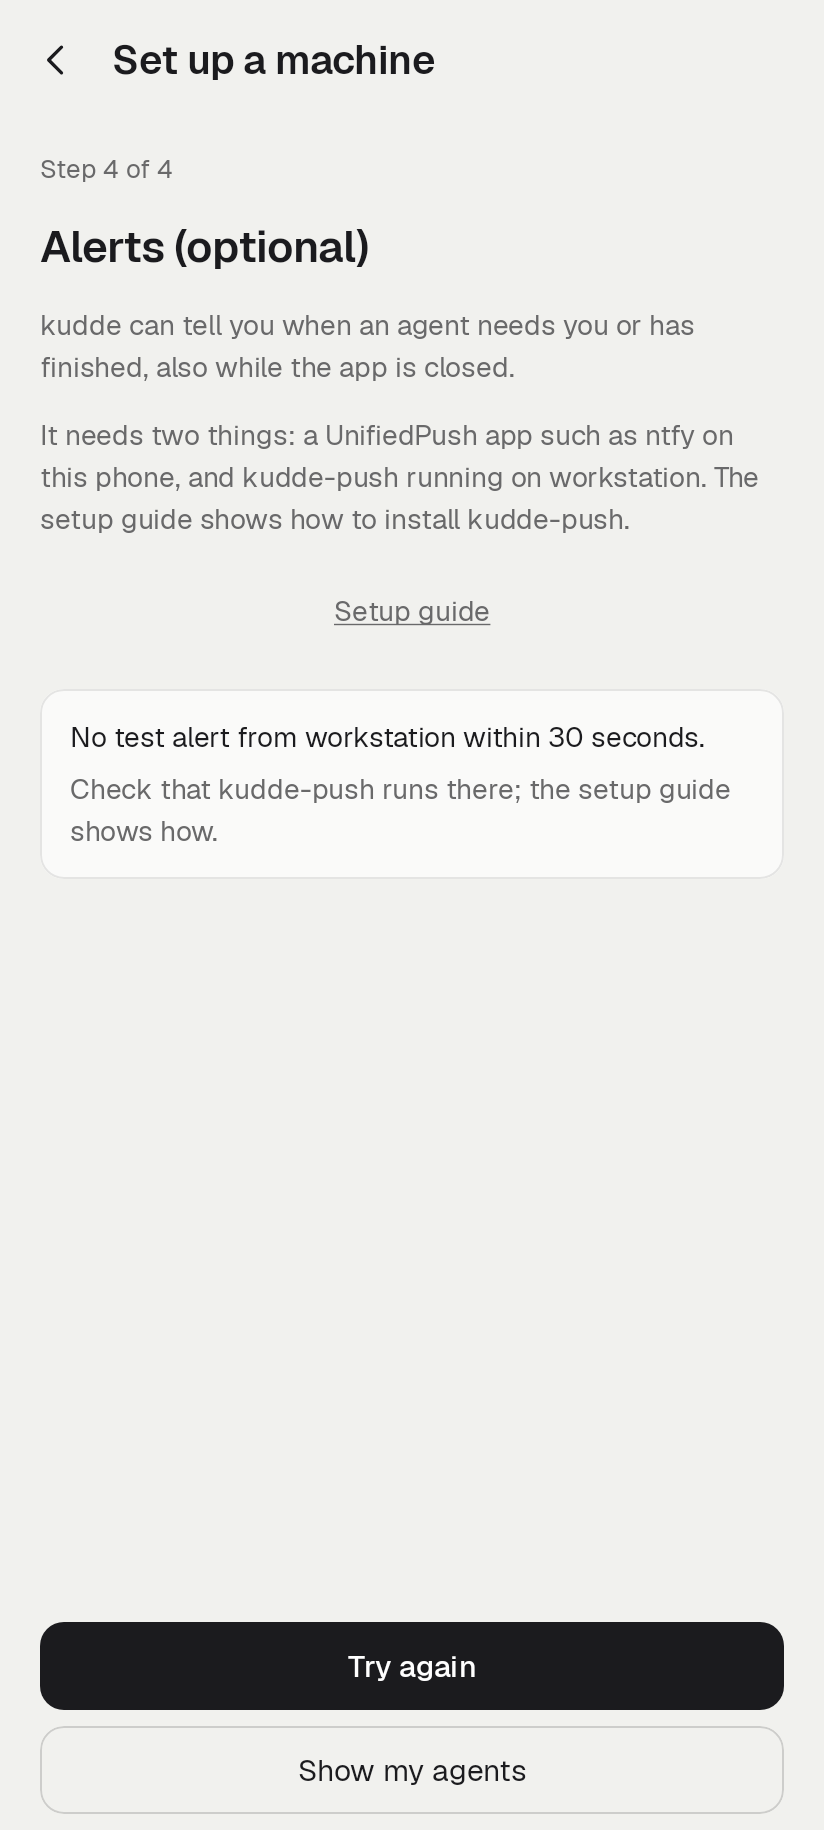 Set up a machine
Step 4 of 4
Alerts (optional)
kudde can tell you when an agent needs you or has
finished, also while the app is closed.
It needs two things: a UnifiedPush app such as ntfy on
this phone, and kudde-push running on workstation. The
setup guide shows how to install kudde-push.
Setup guide
No test alert from workstation within 30 seconds.
Check that kudde-push runs there; the setup guide
shows how.
Try again
Show my agents